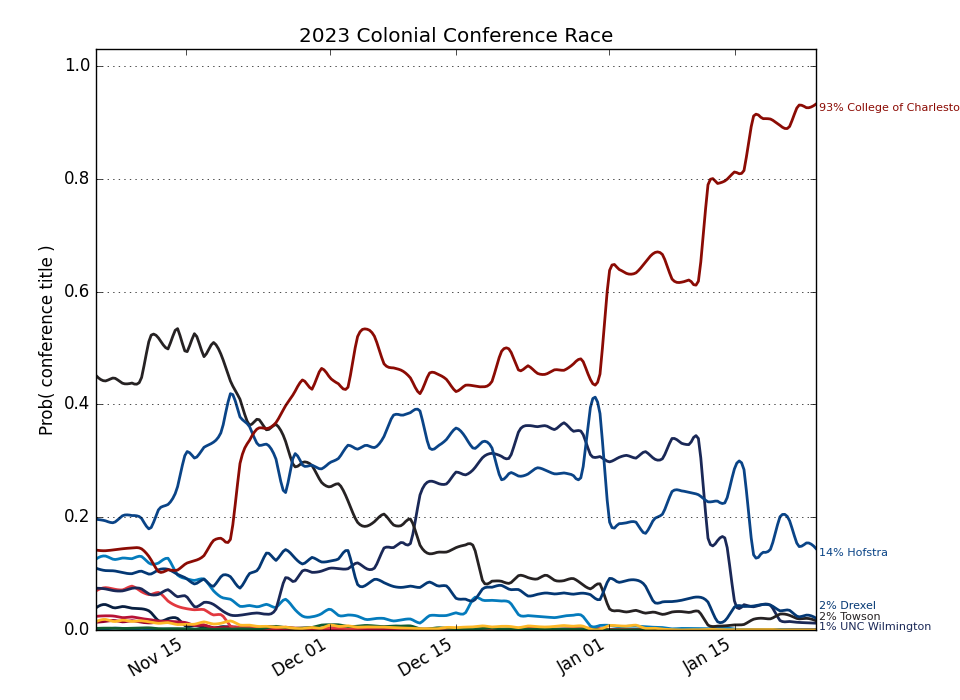 2023 Colonial Conference Race
1.0
0.8
0.6
0.4
0.2
0.0
Prob( conference title )
Nov 15
Dec 01
Dec 15
Jan 01
Jan 15
93% College of Charlesto
14% Hofstra
2% Drexel
2% Towson
1% UNC Wilmington